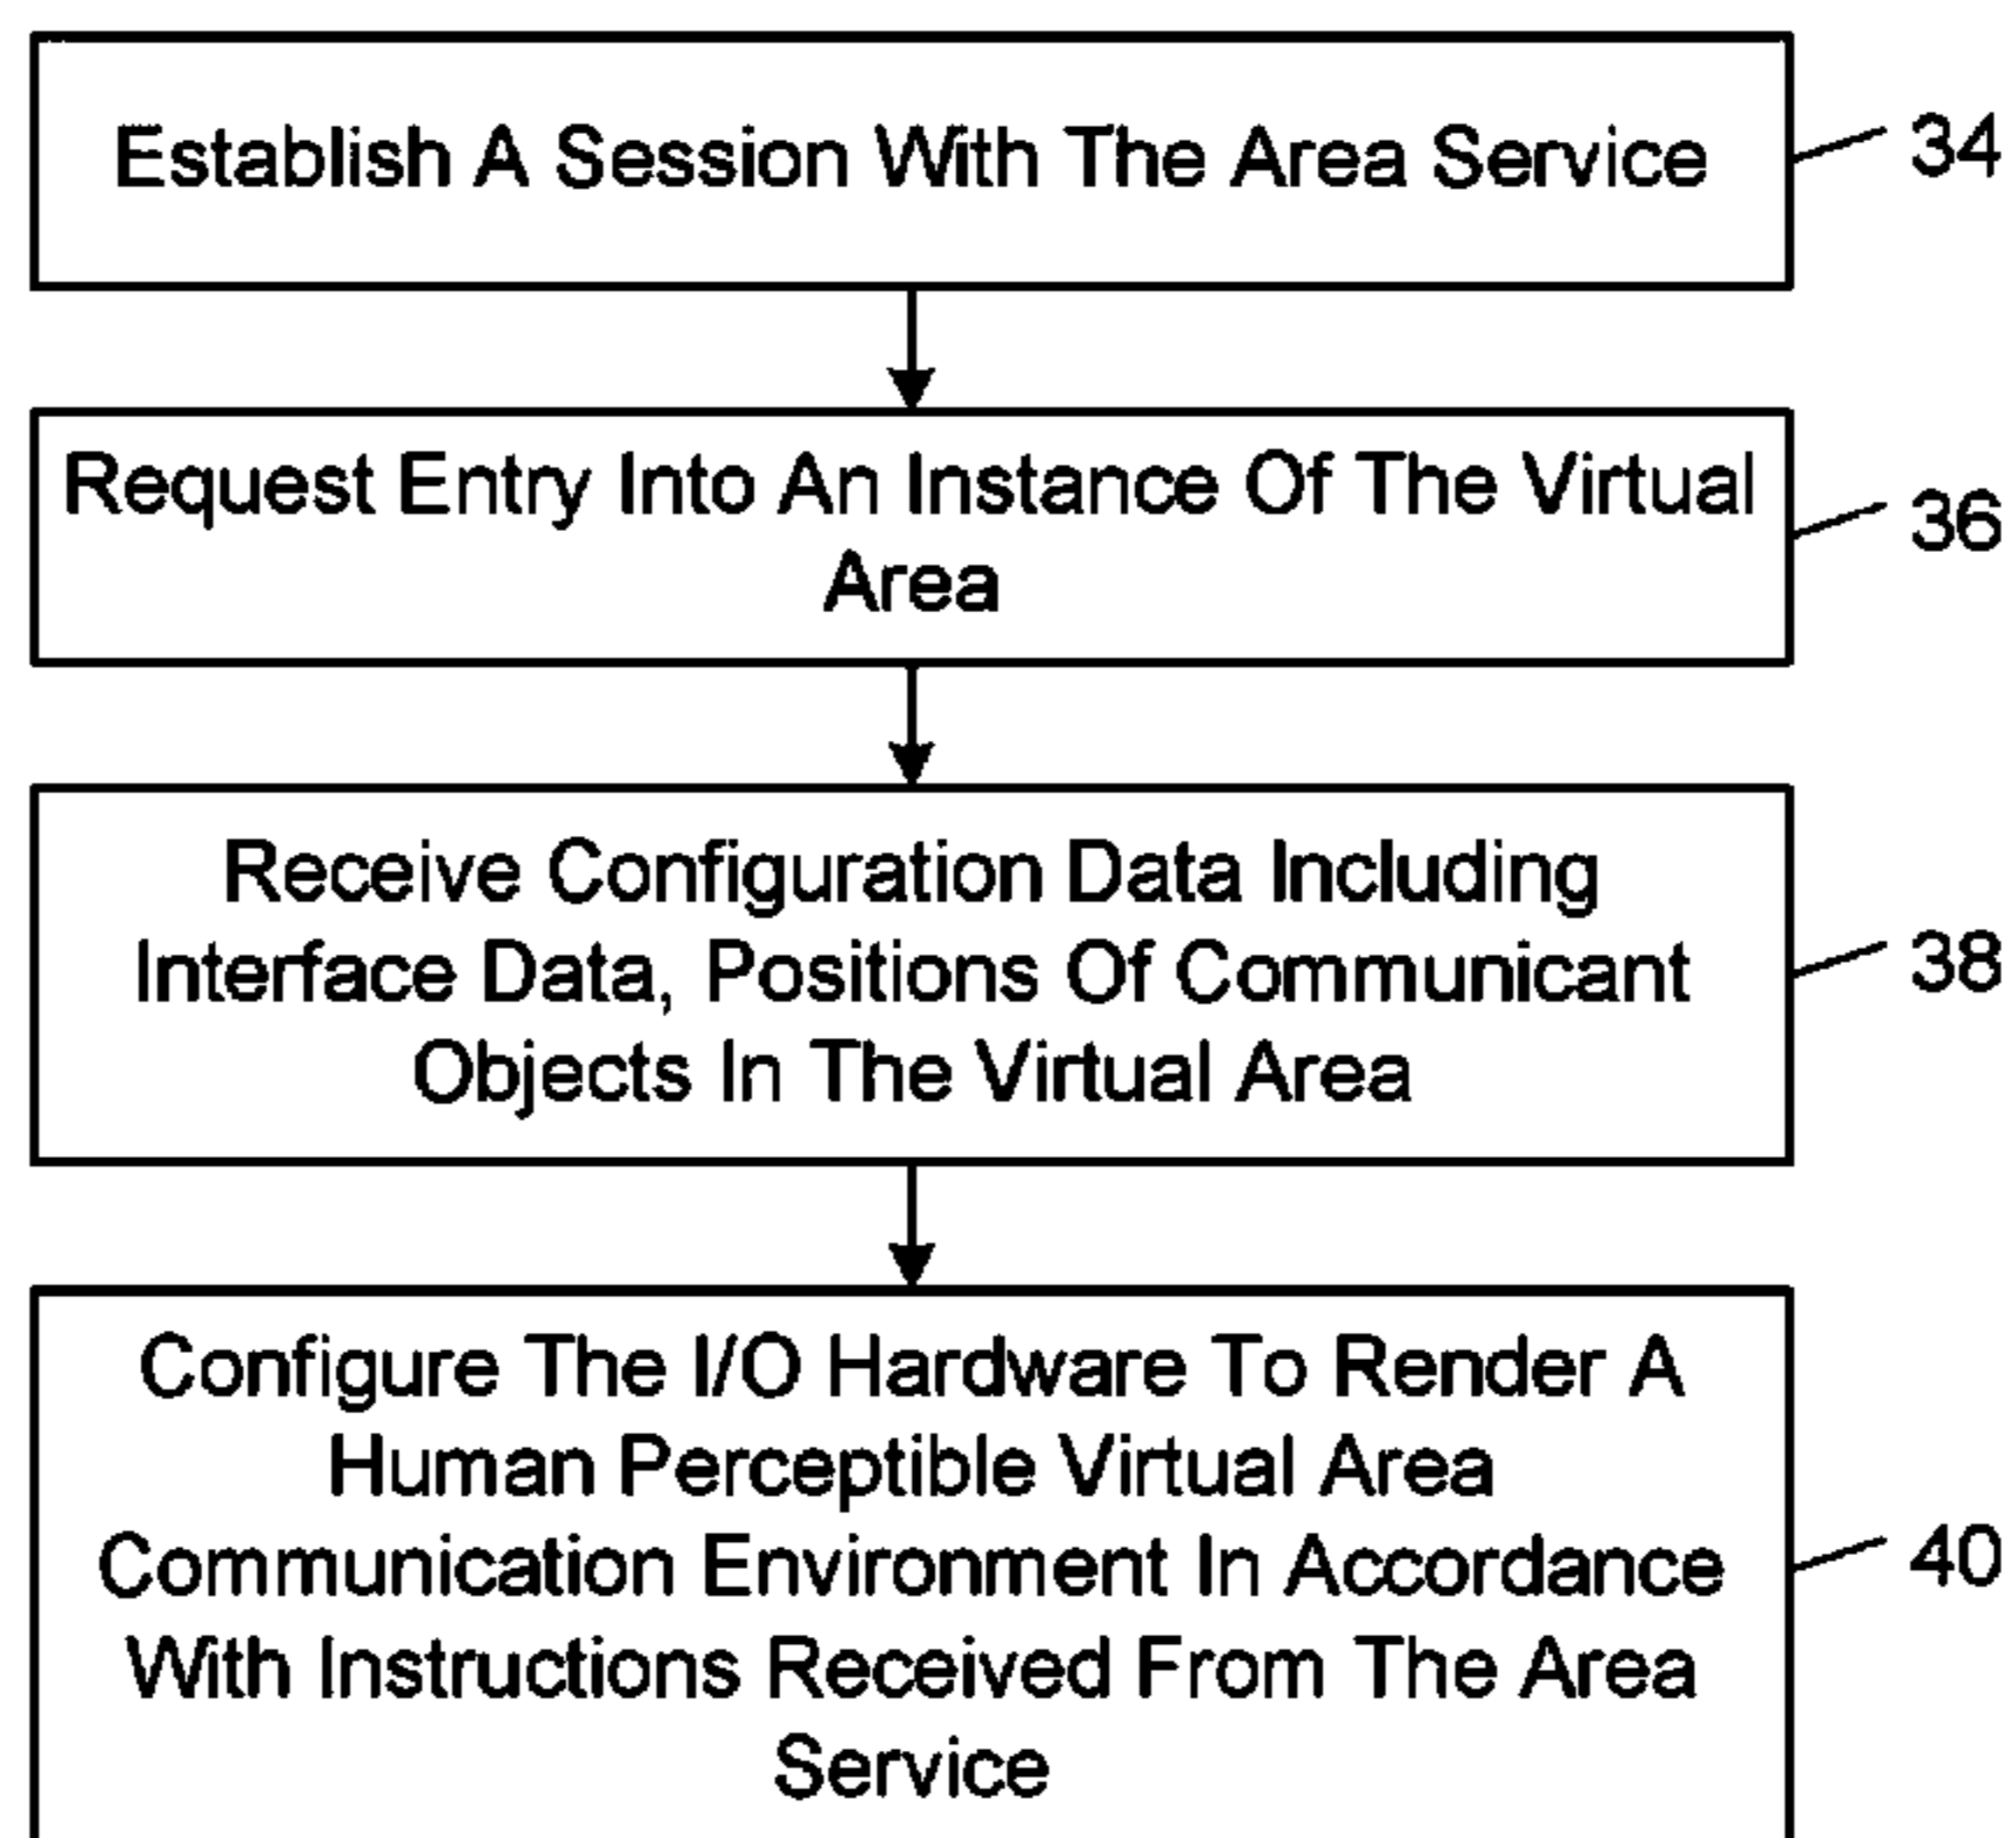 Establish A Session With The Area Service
34
Request Entry Into An Instance Of The Virtual
Area
36
Receive Configuration Data Including
Interface Data, Positions Of Communicant
Objects In The Virtual Area
38
Configure The I/O Hardware To Render A
Human Perceptible Virtual Area
Communication Environment In Accordance
With Instructions Received From The Area
Service
40